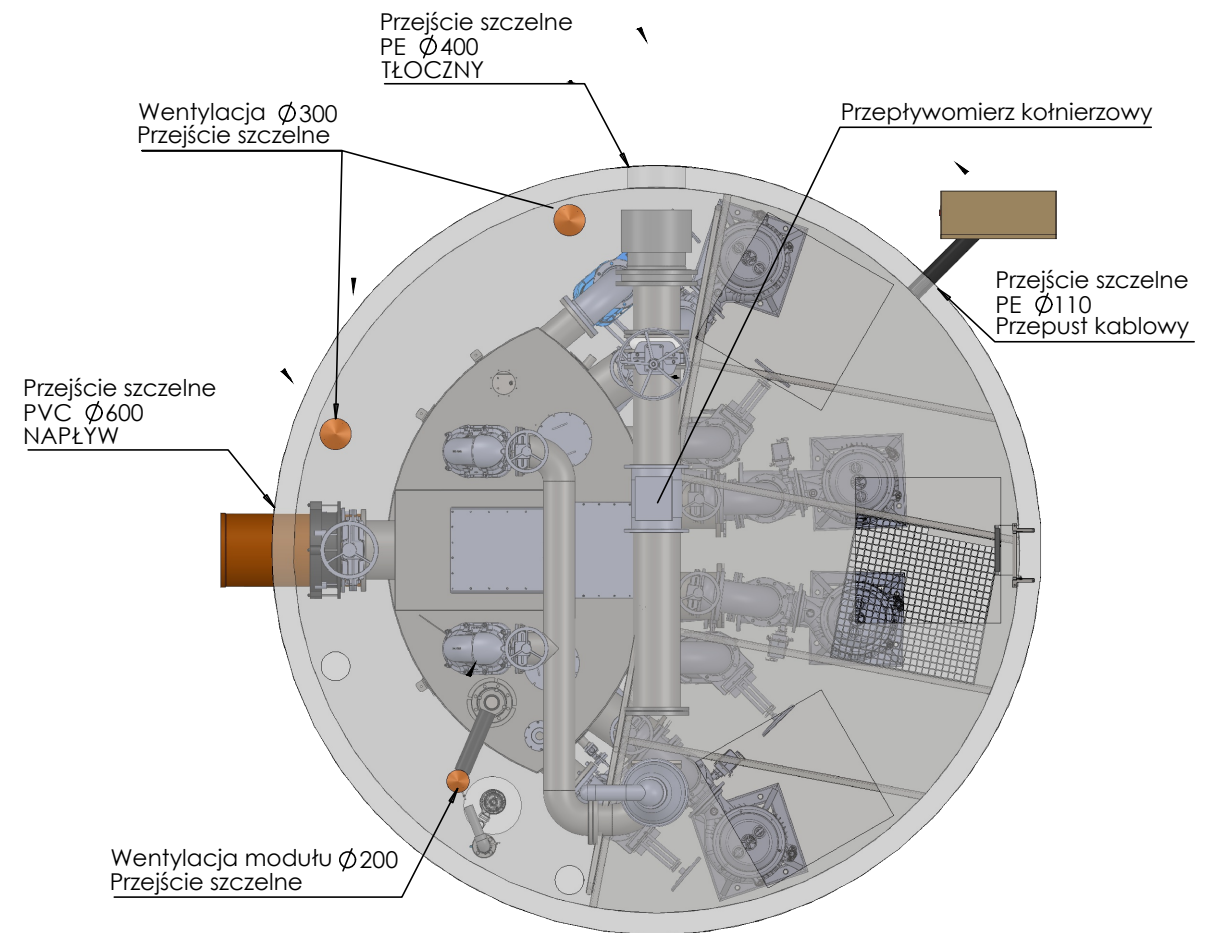 Przejście szczelne
PE Ø400
TŁOCZNY
Wentylacja Ø300
Przejście szczelne
Przepływomierz kołnierzowy
Przejście szczelne
PE Ø110
Przepust kablowy
Przejście szczelne
PVC Ø600
NAPŁYW
Wentylacja modułu Ø200
Przejście szczelne